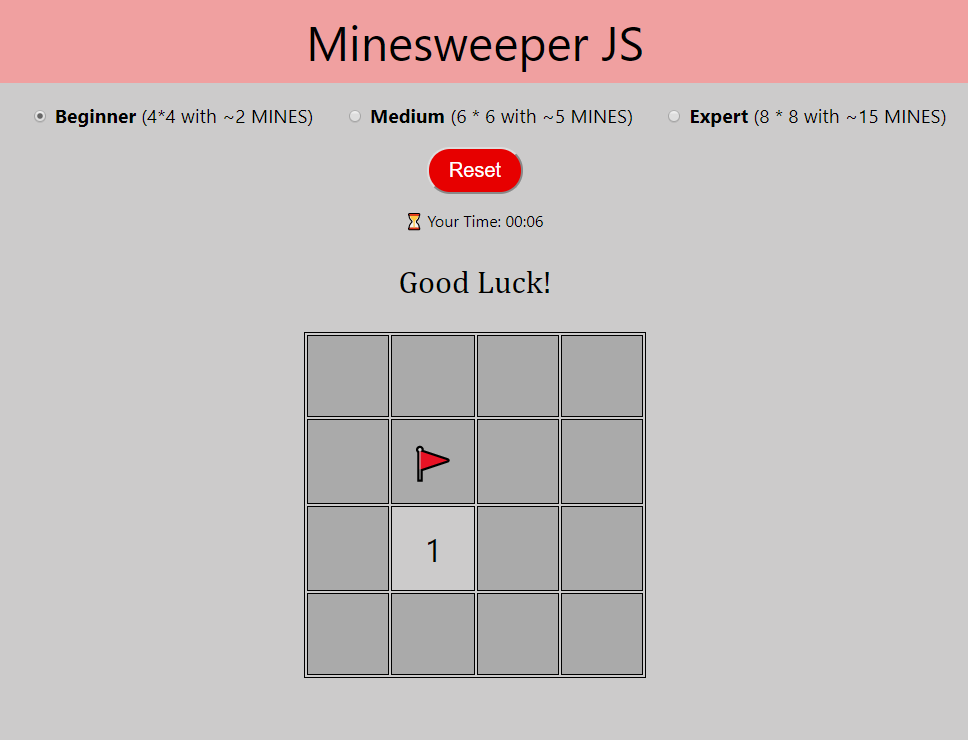 Minesweeper JS
Beginner (4*4 with ~2 MINES) Medium (6 * 6 with ~5 MINES) Expert (8 * 8 with ~15 MINES)
Reset
⏳ Your Time: 00:06
Good Luck!
1